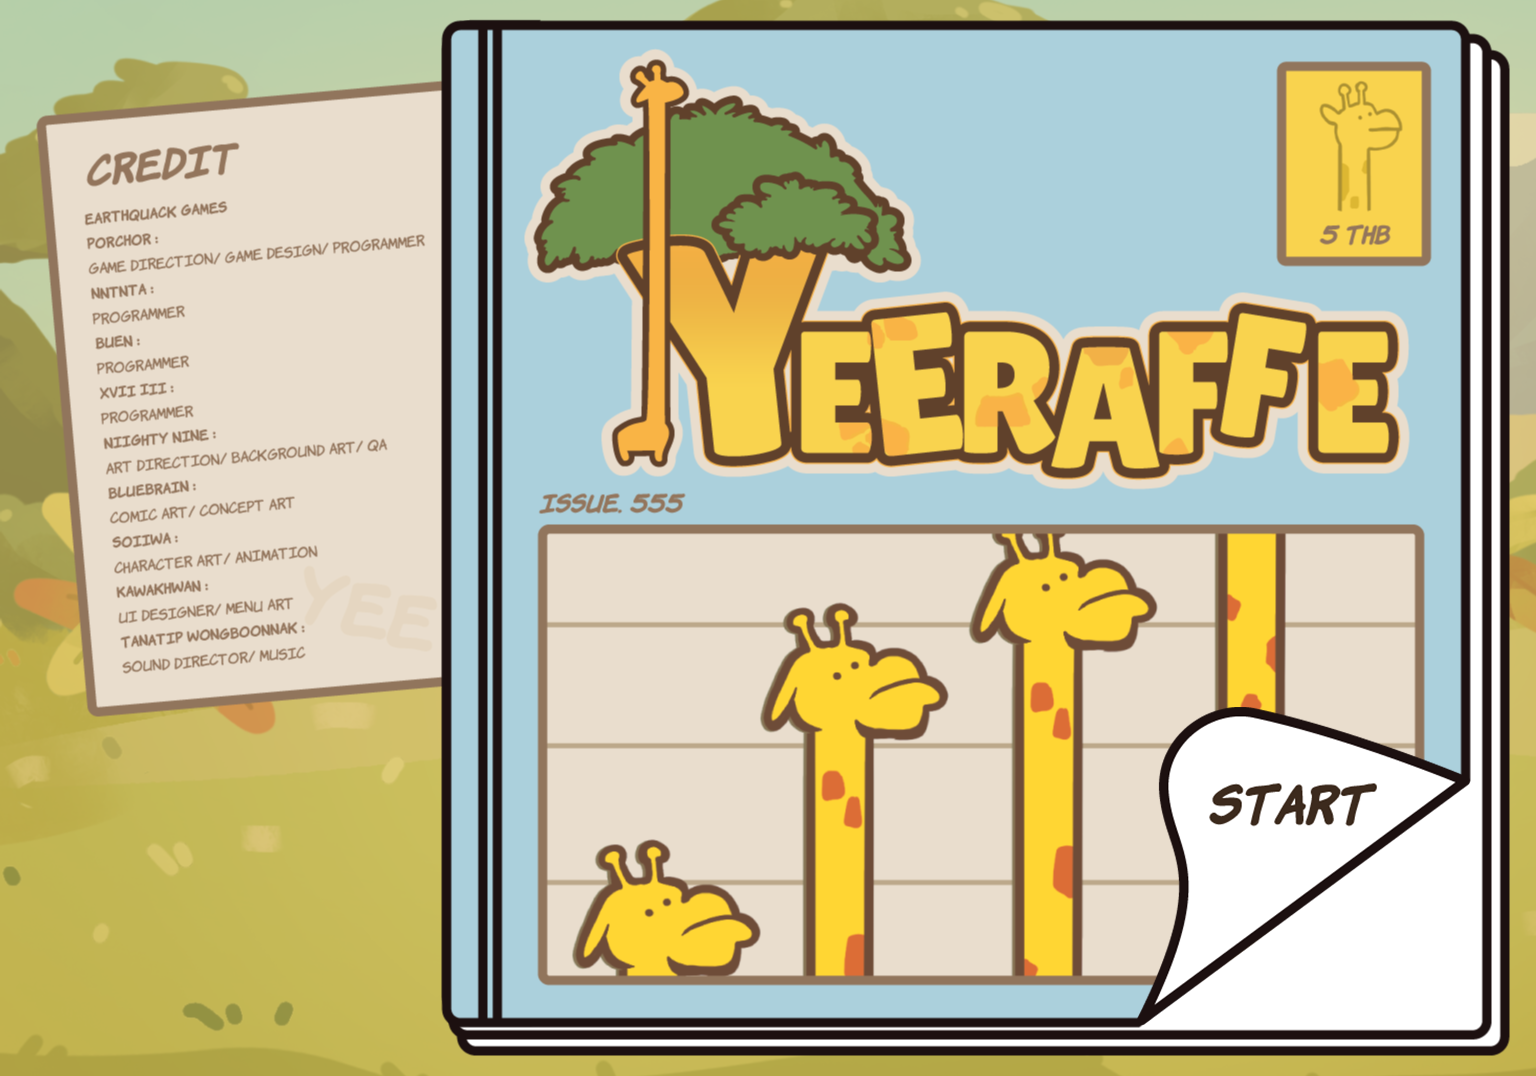 CREDIT
EARTHQUACK GAMES
PORCHOR :
GAME DIRECTION/ GAME DESIGN/ PROGRAMMER
NNTNTA :
PROGRAMMER
BUEN :
PROGRAMMER
XVII III :
PROGRAMMER
NIIGHTY NINE :
ART DIRECTION/ BACKGROUND ART/ QA
BLUEBRAIN :
COMIC ART/ CONCEPT ART
SOIIWA :
CHARACTER ART/ ANIMATION
KAWAKHWAN :
UI DESIGNER/ MENU ART
TANATIP WONGBOONNAK :
SOUND DIRECTOR/ MUSIC
YEE
5 THB
YEERAFFE
ISSUE. 555
START